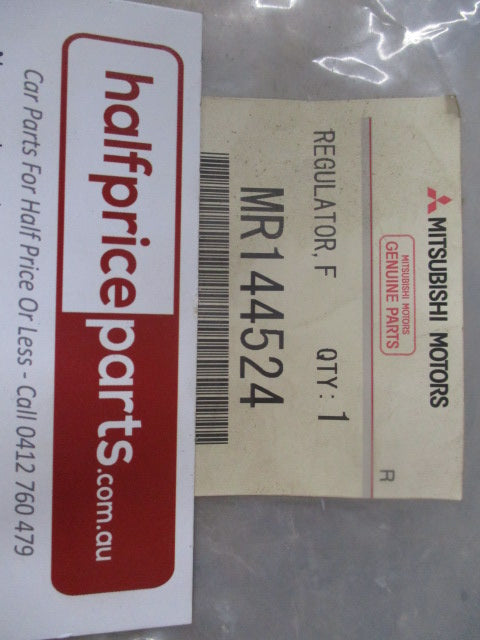 MITSUBISHI MOTORS
MITSUBISHI MOTORS
GENUINE PARTS
R
REGULATOR, F QTY: 1
MR144524
halfpriceparts.com.au
Car Parts For Half Price Or Less - Call 0412 760 479